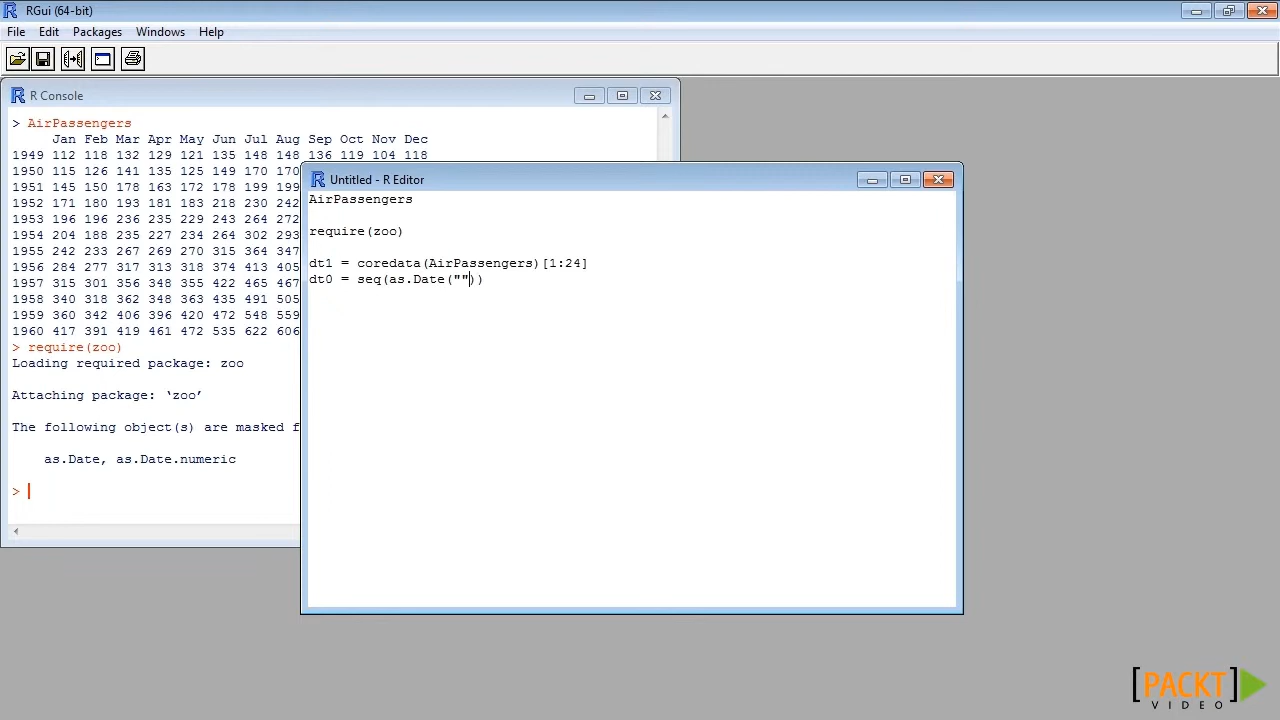 RGui (64-bit)
File Edit Packages Windows Help
R Console
> AirPassengers
Jan Feb Mar Apr May Jun Jul Aug Sep Oct Nov Dec
1949 112 118 132 129 121 135 148 148 136 119 104 118
1950 115 126 141 135 125 149 170 170
1951 145 150 178 163 172 178 199 199
1952 171 180 193 181 183 218 230 242
1953 196 196 236 235 229 243 264 272
1954 204 188 235 227 234 264 302 293
1955 242 233 267 269 270 315 364 347
1956 284 277 317 313 318 374 413 405
1957 315 301 356 348 355 422 465 467
1958 340 318 362 348 363 435 491 505
1959 360 342 406 396 420 472 548 559
1960 417 391 419 461 472 535 622 606
> require(zoo)
Loading required package: zoo
Attaching package: ‘zoo’
The following object(s) are masked f
as.Date, as.Date.numeric
>
Untitled - R Editor
AirPassengers
require(zoo)
dt1 = coredata(AirPassengers)[1:24]
dt0 = seq(as.Date(""))
[PACKT]
VIDEO